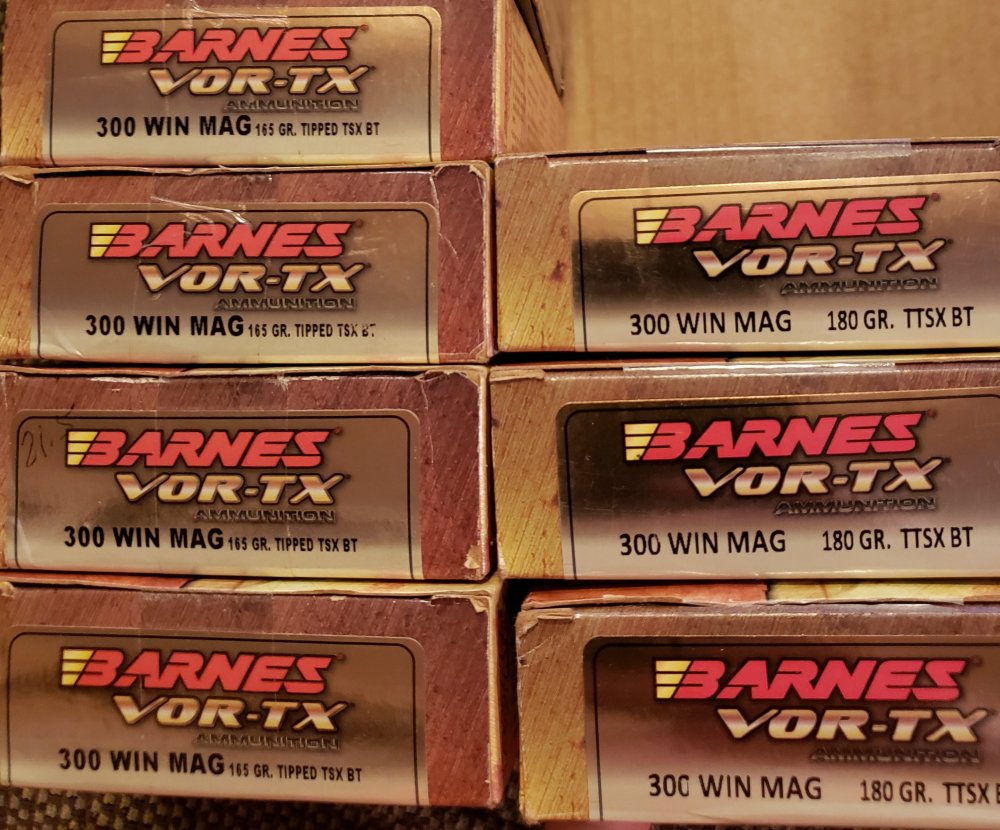 BARNES
VOR-TX
AMMUNITION
300 WIN MAG 165 GR. TIPPED TSX BT
BARNES
VOR-TX
AMMUNITION
300 WIN MAG 165 GR. TIPPED TSX BT
21.5
BARNES
VOR-TX
AMMUNITION
300 WIN MAG 165 GR. TIPPED TSX BT
BARNES
VOR-TX
AMMUNITION
300 WIN MAG 165 GR. TIPPED TSX BT
BARNES
VOR-TX
AMMUNITION
300 WIN MAG 180 GR. TTSX BT
BARNES
VOR-TX
AMMUNITION
300 WIN MAG 180 GR. TTSX BT
BARNES
VOR-TX
AMMUNITION
300 WIN MAG 180 GR. TTSX